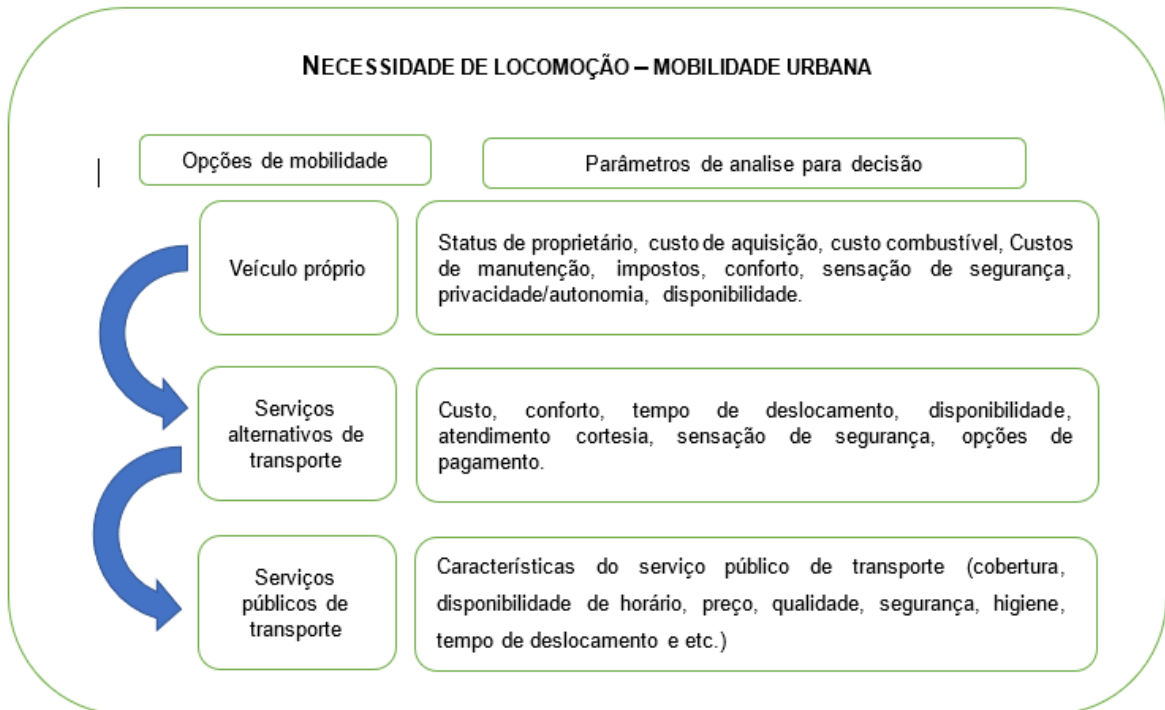 NECESSIDADE DE LOCOMOÇÃO – MOBILIDADE URBANA
Opções de mobilidade
Parâmetros de analise para decisão
Veículo próprio
Status de proprietário, custo de aquisição, custo combustível, Custos
de manutenção, impostos, conforto, sensação de segurança,
privacidade/autonomia, disponibilidade.
Serviços
alternativos de
transporte
Custo, conforto, tempo de deslocamento, disponibilidade,
atendimento cortesia, sensação de segurança, opções de
pagamento.
Serviços
públicos de
transporte
Características do serviço público de transporte (cobertura,
disponibilidade de horário, preço, qualidade, segurança, higiene,
tempo de deslocamento e etc.)